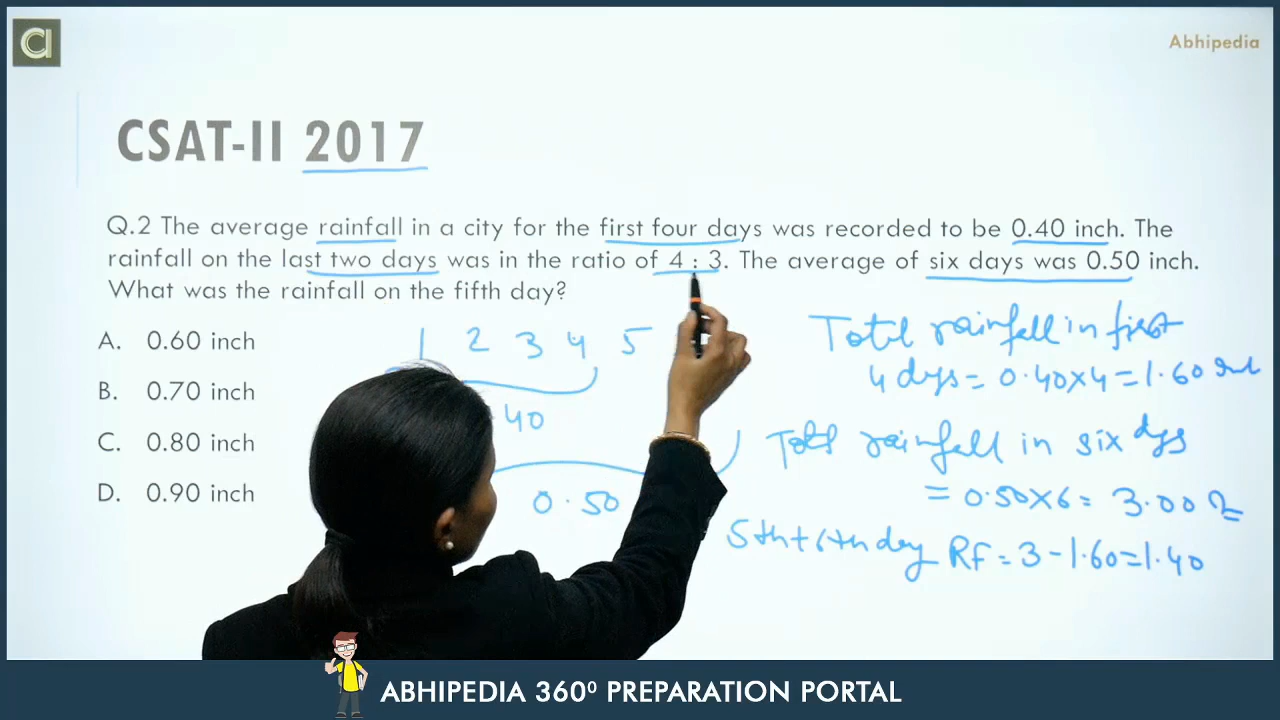 Abhipedia
CSAT-II 2017
Q.2 The average rainfall in a city for the first four days was recorded to be 0.40 inch. The
rainfall on the last two days was in the ratio of 4 : 3. The average of six days was 0.50 inch.
What was the rainfall on the fifth day?
A. 0.60 inch
B. 0.70 inch
C. 0.80 inch
D. 0.90 inch
1 2 3 4 5
40
0.50
Total rainfall in first
4 dys = 0.40×4 = 1.60
Total rainfall in six dys
= 0.50×6 = 3.00
5th+6th day RF = 3-1.60=1.40
ABHIPEDIA 360⁰ PREPARATION PORTAL